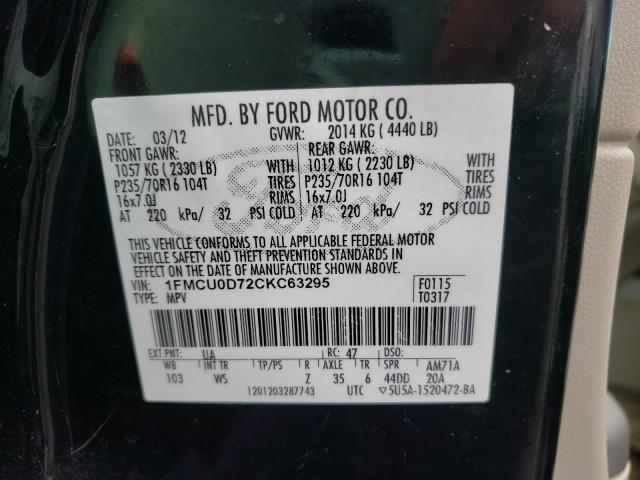 MFD. BY FORD MOTOR CO.
DATE: 03/12 GVWR: 2014 KG ( 4440 LB)
FRONT GAWR: REAR GAWR:
1057 KG ( 2330 LB) WITH 1012 KG ( 2230 LB) WITH
P235/70R16 104T TIRES P235/70R16 104T TIRES
16x7.0J RIMS 16x7.0J RIMS
AT 220 kPa/ 32 PSI COLD AT 220 kPa/ 32 PSI COLD
Ford
THIS VEHICLE CONFORMS TO ALL APPLICABLE FEDERAL MOTOR
VEHICLE SAFETY AND THEFT PREVENTION STANDARDS IN
EFFECT ON THE DATE OF MANUFACTURE SHOWN ABOVE.
VIN: 1FMCU0D72CKC63295 F0115
TYPE: MPV T0317
EXT PNT: UA RC: 47 DSO:
WB INT TR TP/PS R AXLE TR SPR AM71A
103 WS Z 35 6 44DD 20A
1201203287743 UTC ▽5U5A-1520472-BA